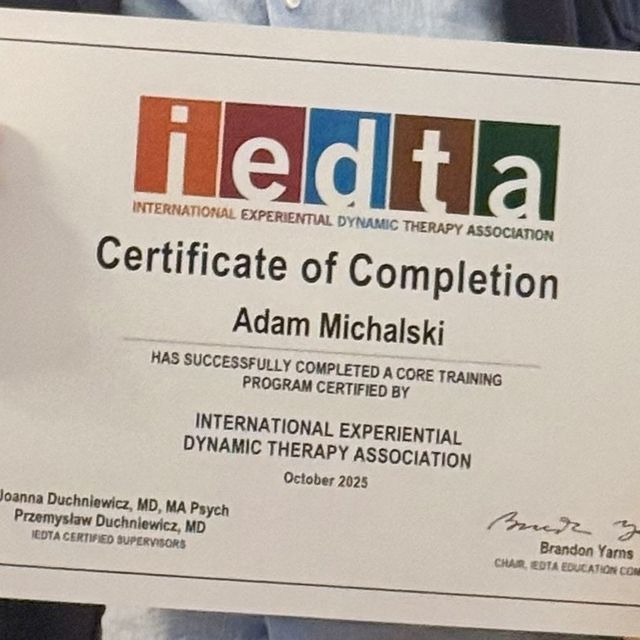 iedta
INTERNATIONAL EXPERIENTIAL DYNAMIC THERAPY ASSOCIATION
Certificate of Completion
Adam Michalski
HAS SUCCESSFULLY COMPLETED A CORE TRAINING
PROGRAM CERTIFIED BY
INTERNATIONAL EXPERIENTIAL
DYNAMIC THERAPY ASSOCIATION
October 2025
Joanna Duchniewicz, MD, MA Psych
Przemysław Duchniewicz, MD
IEDTA CERTIFIED SUPERVISORS
Brandon Yarns
CHAIR, IEDTA EDUCATION